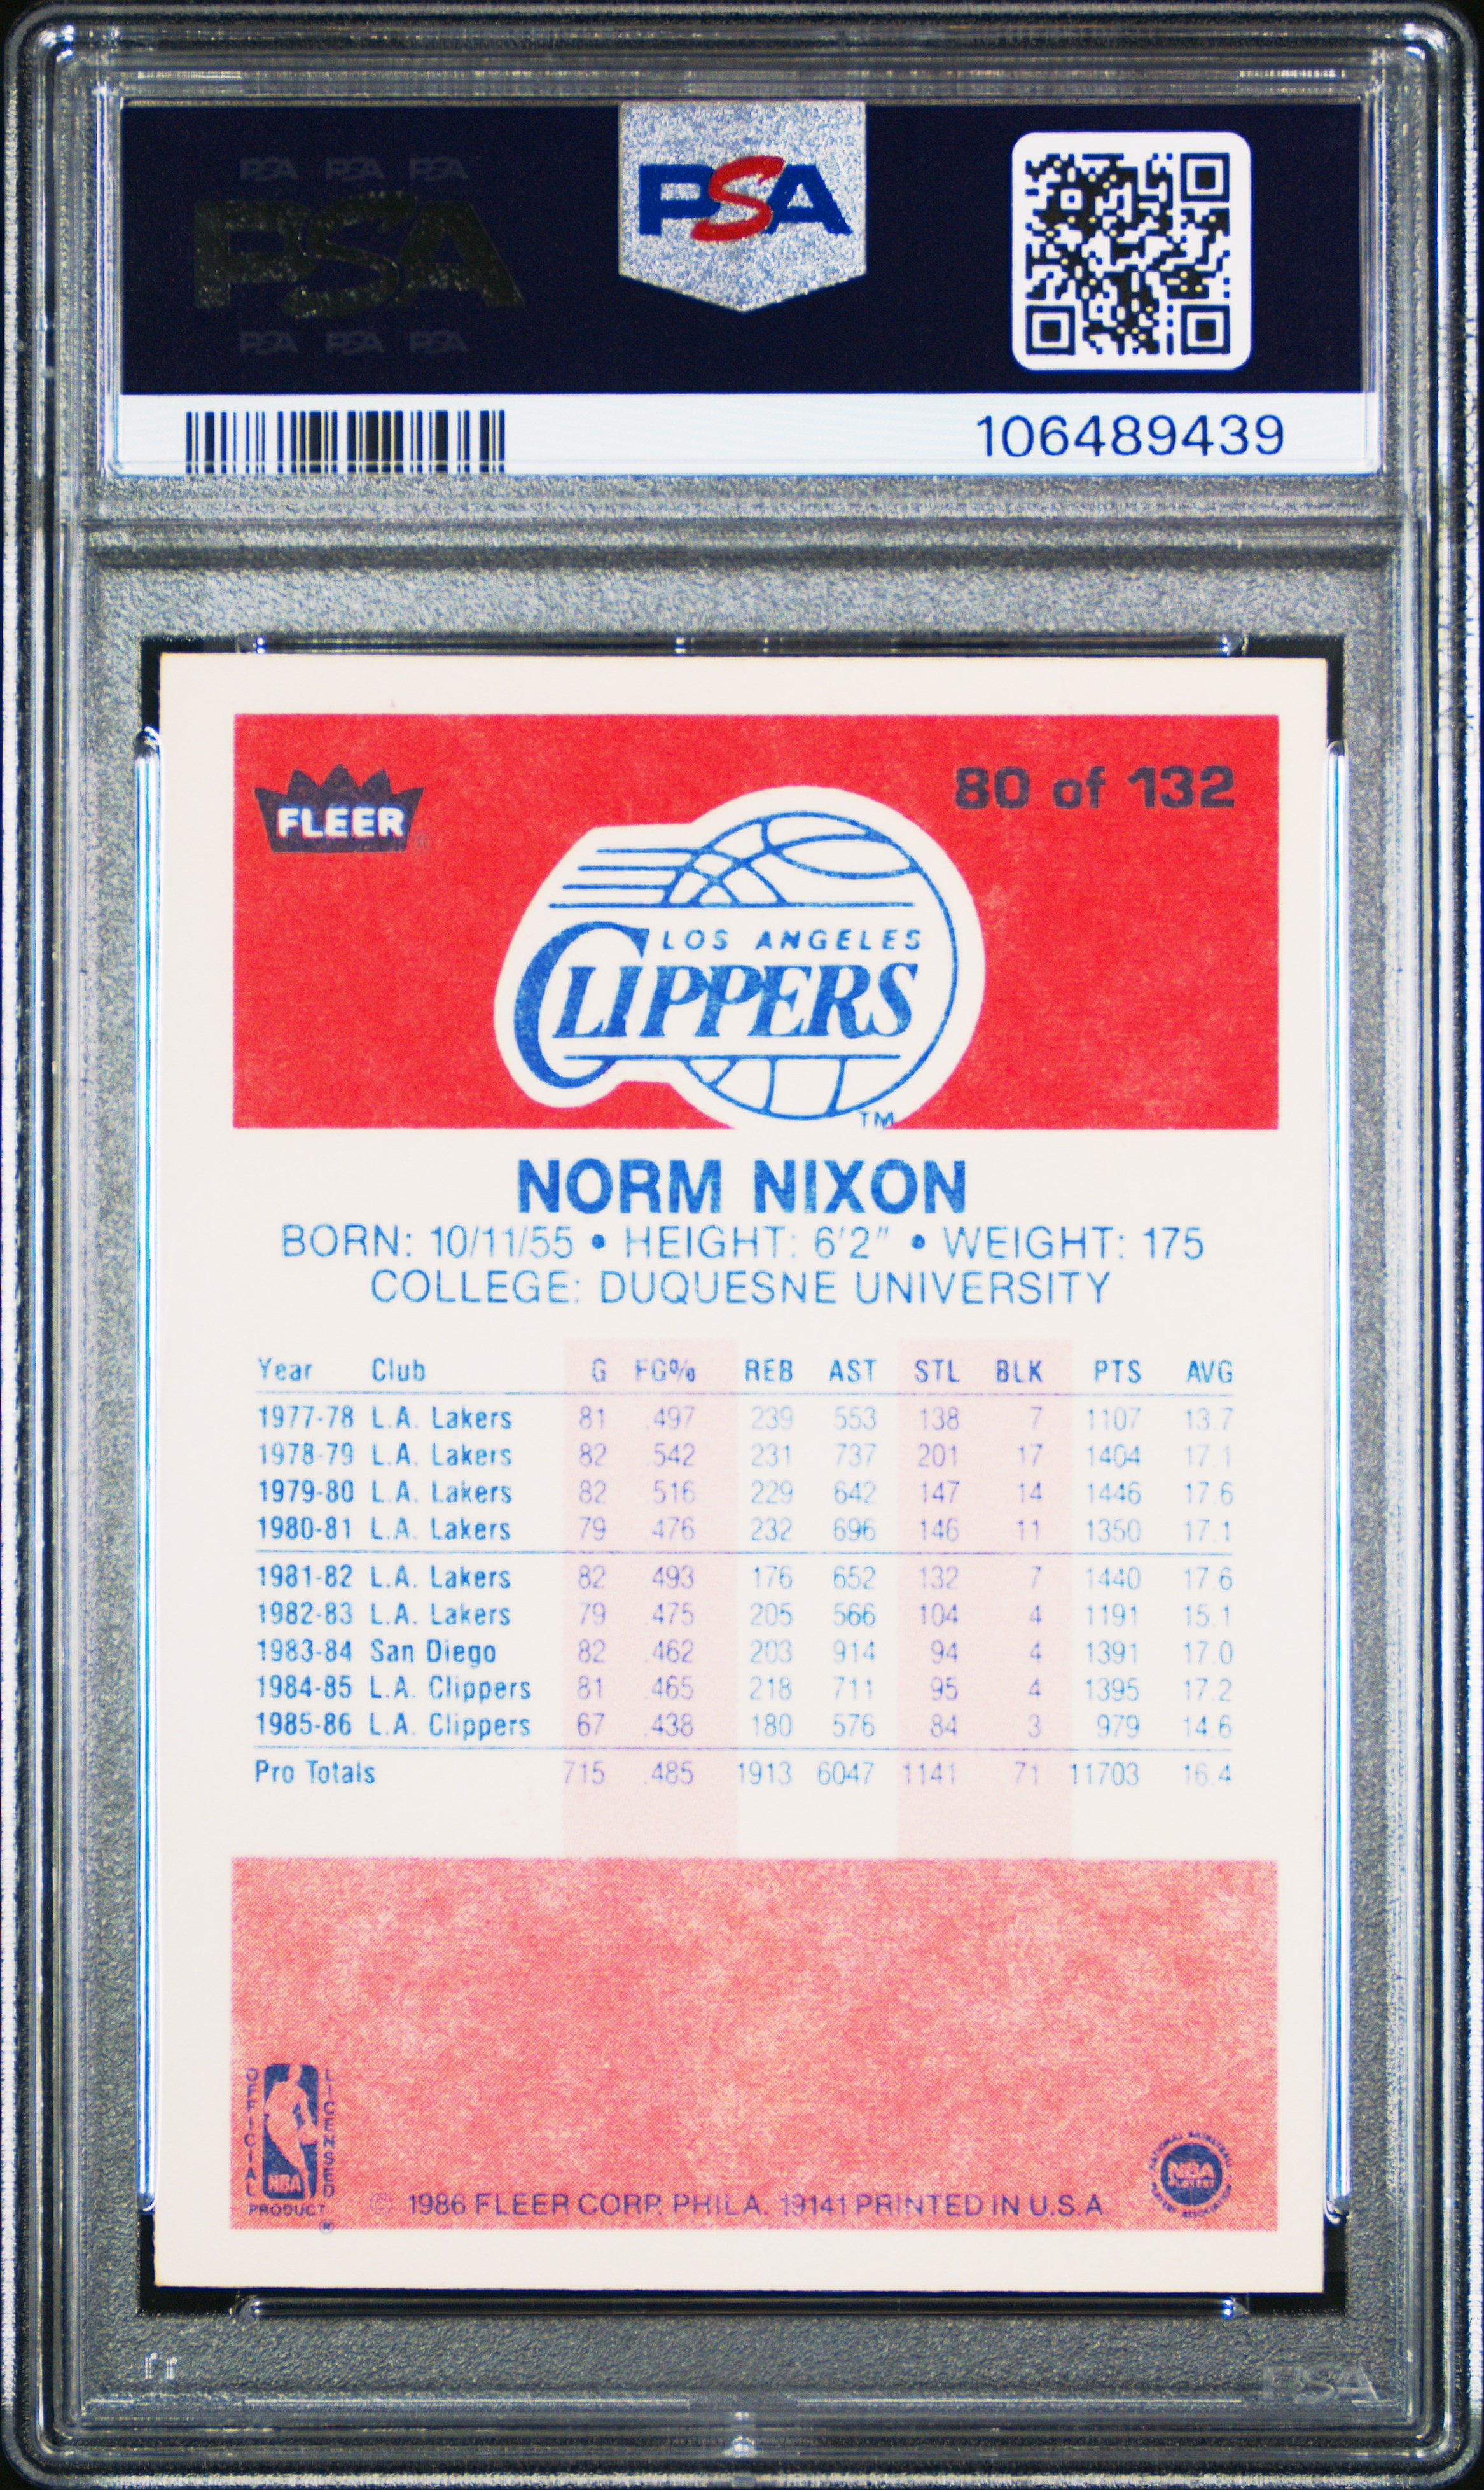 PSA PSA PSA
PSA
PSA PSA PSA
PSA
106489439
FLEER
80 of 132
LOS ANGELES
CLIPPERS
TM
NORM NIXON
BORN: 10/11/55 • HEIGHT: 6'2" • WEIGHT: 175
COLLEGE: DUQUESNE UNIVERSITY
Year Club G FG% REB AST STL BLK PTS AVG
1977-78 L.A. Lakers 81 .497 239 553 138 7 1107 13.7
1978-79 L.A. Lakers 82 .542 231 737 201 17 1404 17.1
1979-80 L.A. Lakers 82 .516 229 642 147 14 1446 17.6
1980-81 L.A. Lakers 79 .476 232 696 146 11 1350 17.1
1981-82 L.A. Lakers 82 .493 176 652 132 7 1440 17.6
1982-83 L.A. Lakers 79 .475 205 566 104 4 1191 15.1
1983-84 San Diego 82 .462 203 914 94 4 1391 17.0
1984-85 L.A. Clippers 81 .465 218 711 95 4 1395 17.2
1985-86 L.A. Clippers 67 .438 180 576 84 3 979 14.6
Pro Totals 715 .485 1913 6047 1141 71 11703 16.4
OFFICIAL LICENSED
NBA
PRODUCT
®
© 1986 FLEER CORP. PHILA. 19141 PRINTED IN U.S.A.
NATIONAL BASKETBALL
NBA
PLAYERS ASSOCIATION
PSA